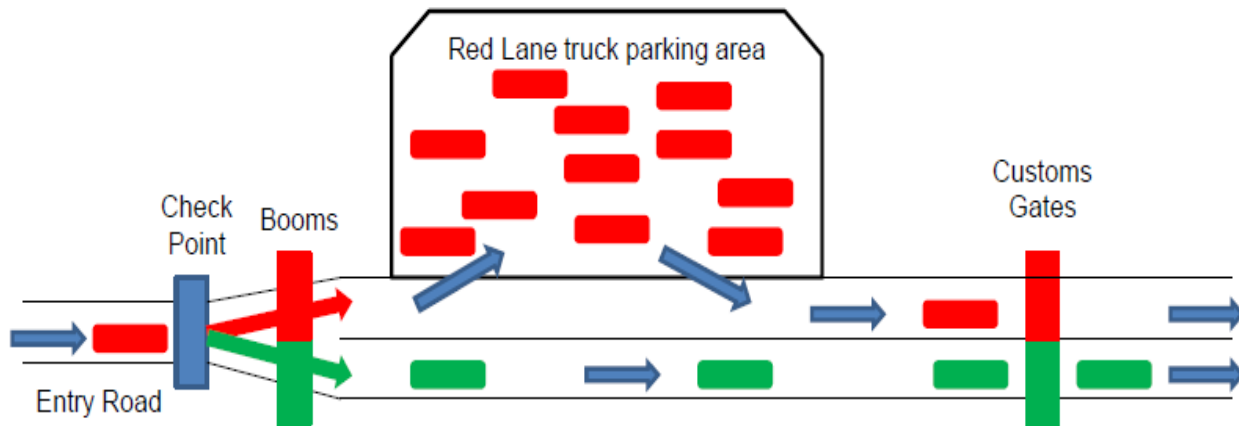 Red Lane truck parking area
Customs
Gates
Check
Point
Booms
Entry Road